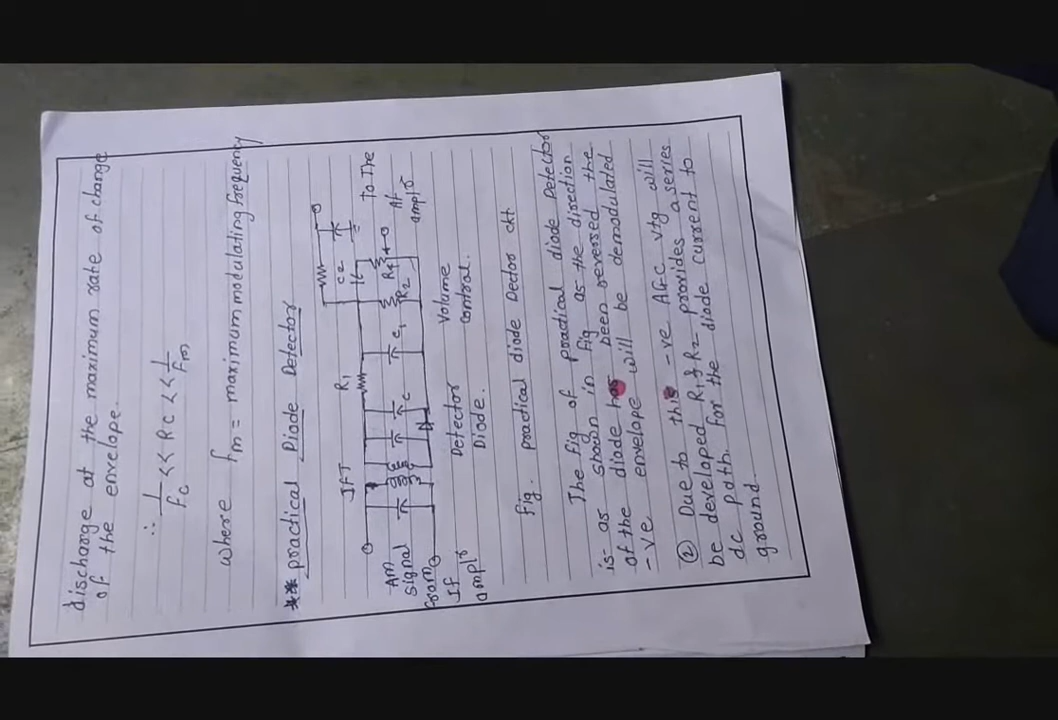 discharge at the maximum rate of change
of the envelope.
∴ 1/Fc << RC << 1/Fm
where fm = maximum modulating frequency
** practical Diode Detector
IFT R1 C2
AM signal from IF amplr
C C1 R2 R4
To The AF amplr
Detector Diode.
Volume control.
fig. practical diode Dector ckt.
The fig of practical diode Detector
is as shown in fig as the direction
of the diode has been reversed the
-ve envelope will be demodulated
② Due to this -ve AGC vtg will
be developed R1 & R2 provides a series
dc path. for the diode current to
ground.